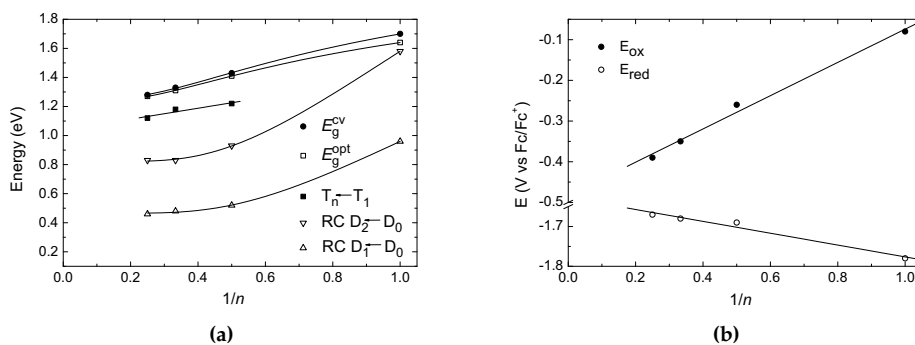 1.8
1.6
1.4
1.2
1.0
0.8
0.6
0.4
0.2
Energy (eV)
E_g^cv
E_g^opt
T_n←T_1
RC D_2←D_0
RC D_1←D_0
0.0 0.2 0.4 0.6 0.8 1.0
1/n
(a)
-0.1
-0.2
-0.3
-0.4
-0.5
-1.7
-1.8
E (V vs Fc/Fc⁺)
E_ox
E_red
0.0 0.2 0.4 0.6 0.8 1.0
1/n
(b)